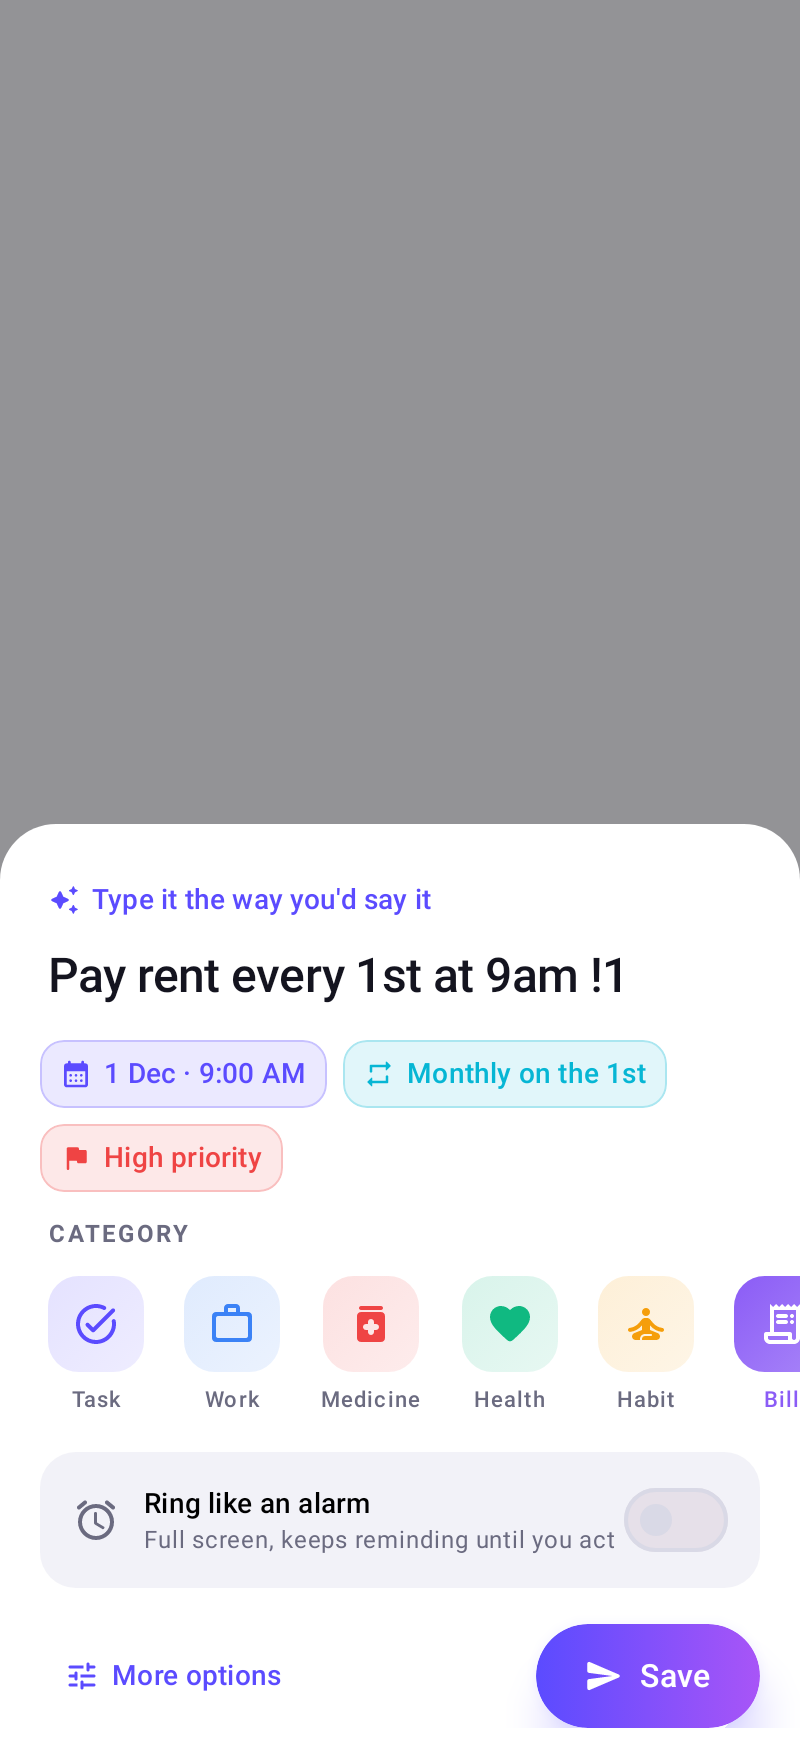 Type it the way you'd say it
Pay rent every 1st at 9am !1
1 Dec · 9:00 AM
Monthly on the 1st
High priority
CATEGORY
Task
Work
Medicine
Health
Habit
Bill
Ring like an alarm
Full screen, keeps reminding until you act
More options
Save